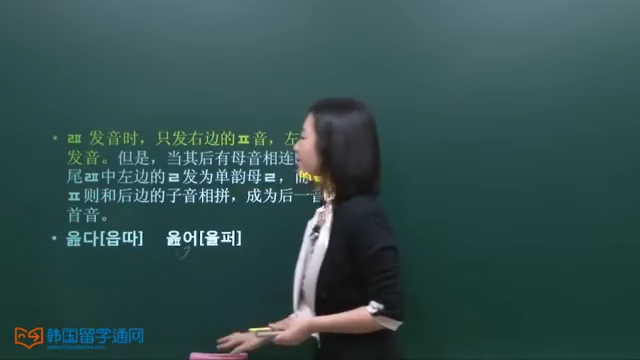 ㄿ 发音时，只发右边的ㅍ音，左
发音。但是，当其后有母音相连
尾ㄿ中左边的ㄹ发为单韵母ㄹ，而
ㅍ则和后边的子音相拼，成为后一音
首音。
읊다[읍따] 읊어[을퍼]
韩国留学通网